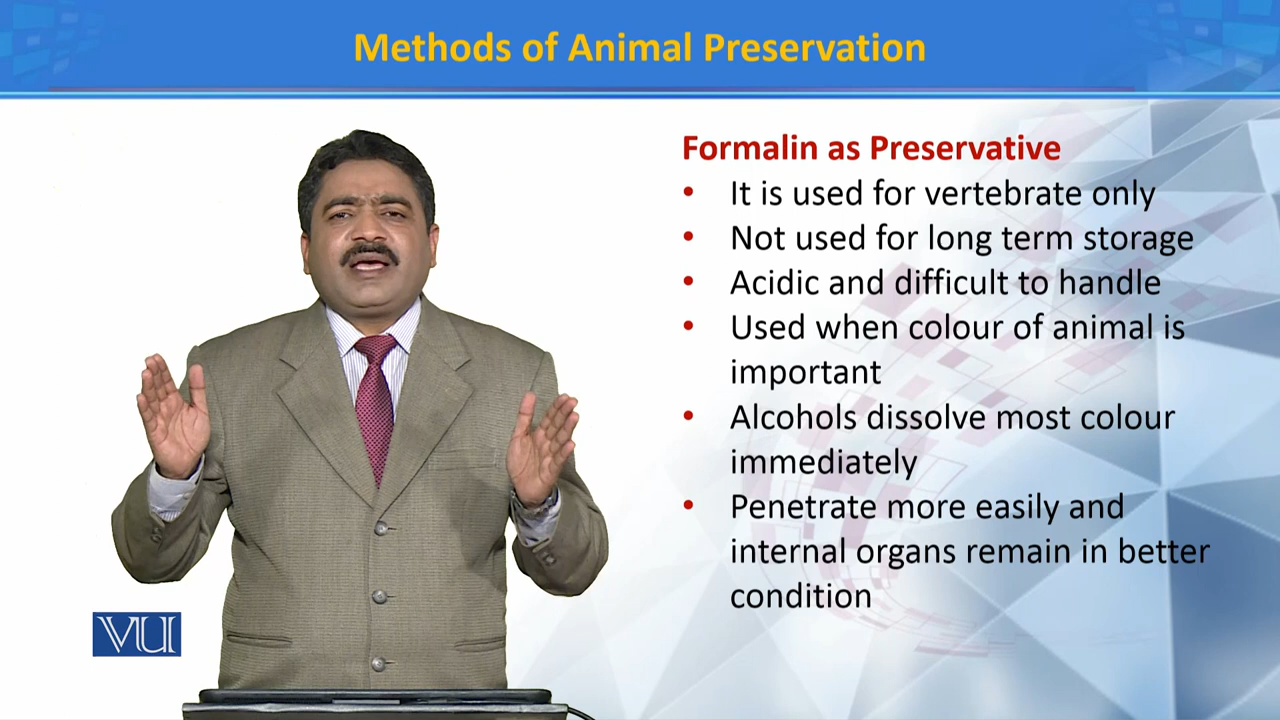 Methods of Animal Preservation
Formalin as Preservative
• It is used for vertebrate only
• Not used for long term storage
• Acidic and difficult to handle
• Used when colour of animal is
important
• Alcohols dissolve most colour
immediately
• Penetrate more easily and
internal organs remain in better
condition
VU